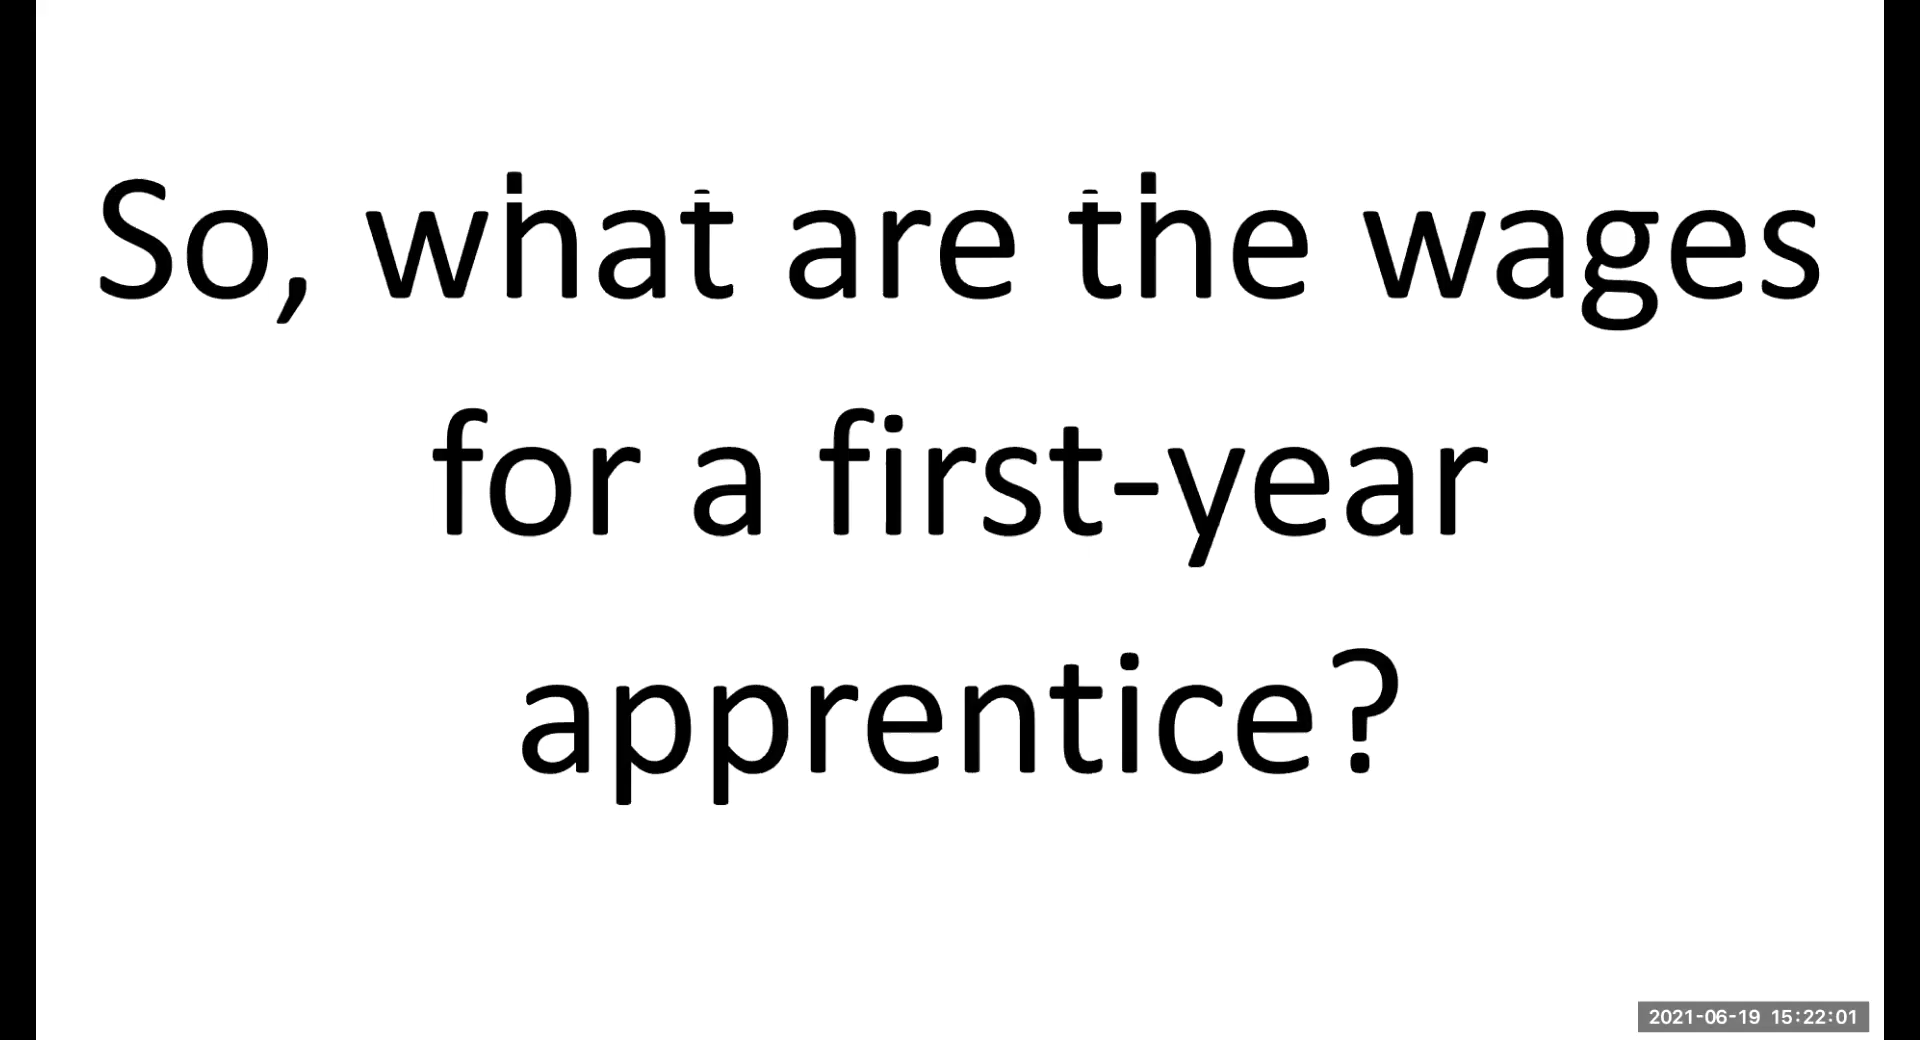 So, what are the wages
for a first-year
apprentice?
2021-06-19 15:22:01